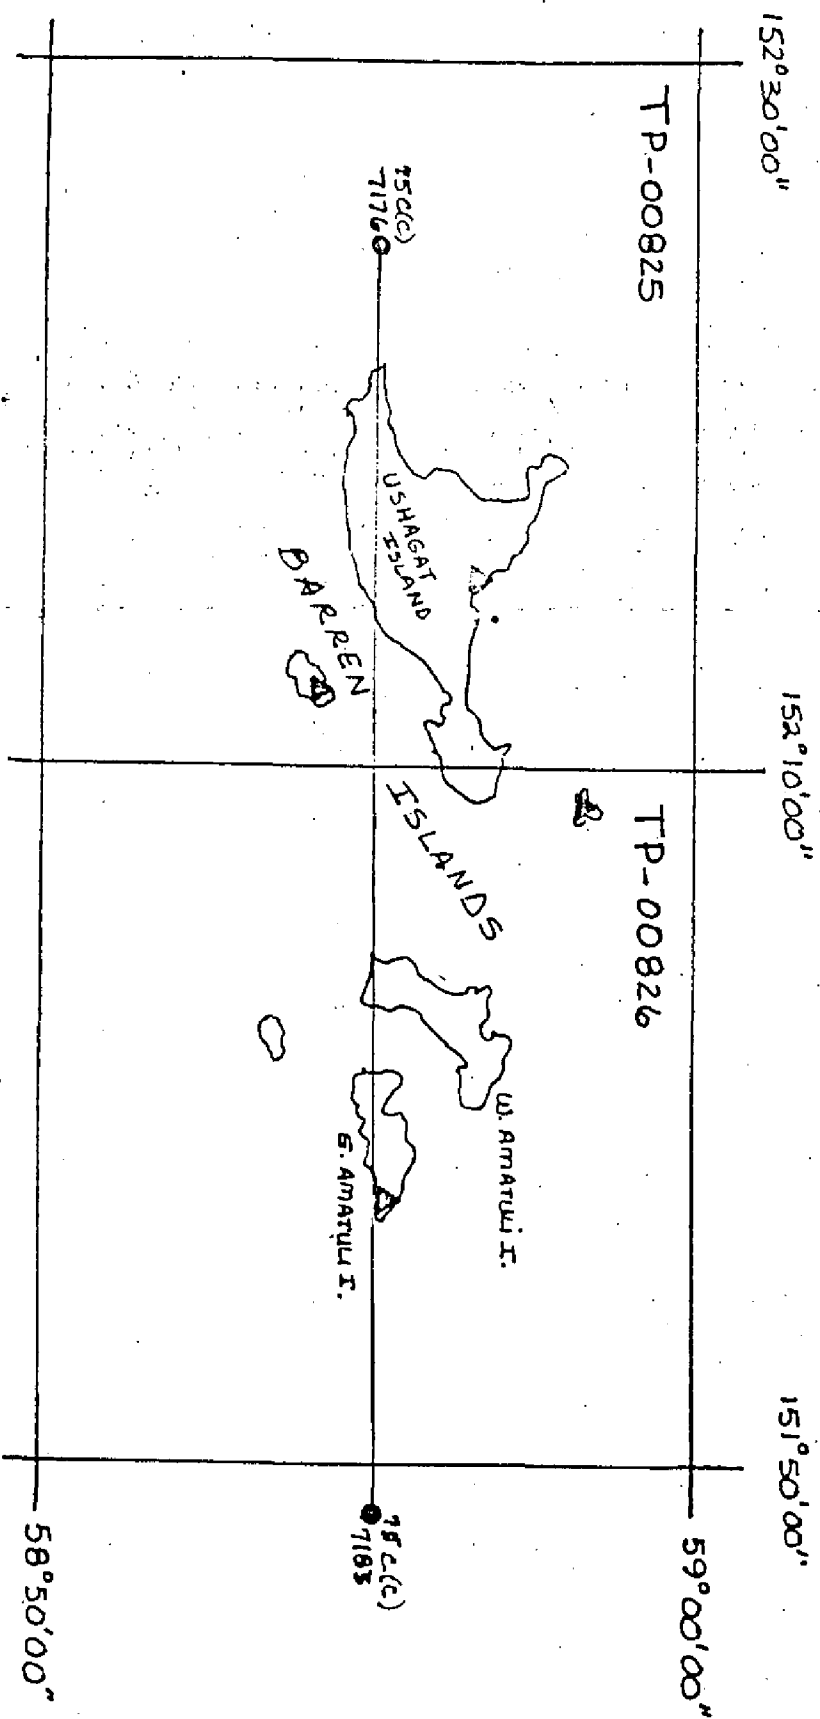 152°30'00"
152°10'00"
151°50'00"
59°00'00"
TP-00825
TP-00826
75C(C)
7176
USHAGAT
ISLAND
BARREN
ISLANDS
W. AMATULI I.
E. AMATULI I.
75C(C)
7183
58°50'00"